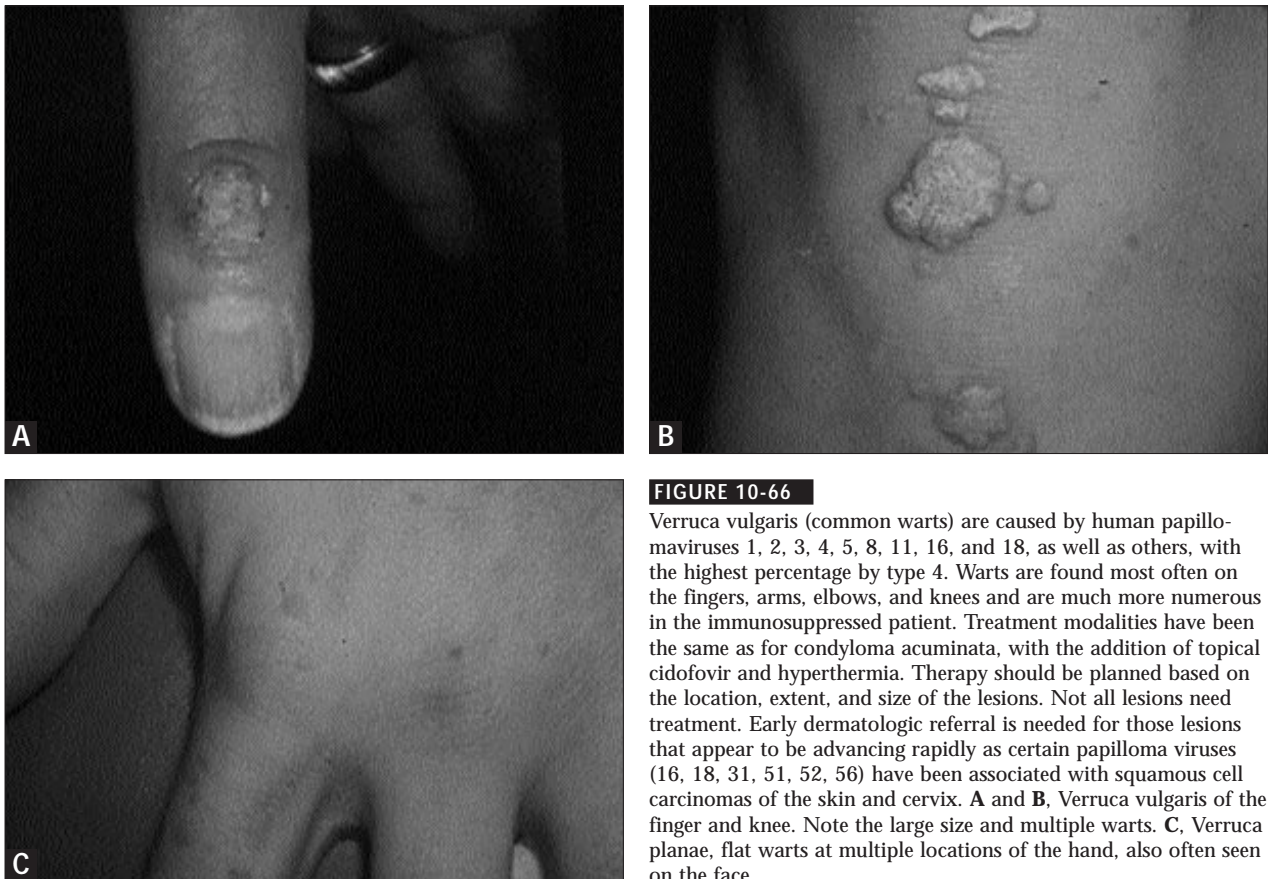 A
B
C
FIGURE 10-66
Verruca vulgaris (common warts) are caused by human papillo-
maviruses 1, 2, 3, 4, 5, 8, 11, 16, and 18, as well as others, with
the highest percentage by type 4. Warts are found most often on
the fingers, arms, elbows, and knees and are much more numerous
in the immunosuppressed patient. Treatment modalities have been
the same as for condyloma acuminata, with the addition of topical
cidofovir and hyperthermia. Therapy should be planned based on
the location, extent, and size of the lesions. Not all lesions need
treatment. Early dermatologic referral is needed for those lesions
that appear to be advancing rapidly as certain papilloma viruses
(16, 18, 31, 51, 52, 56) have been associated with squamous cell
carcinomas of the skin and cervix. A and B, Verruca vulgaris of the
finger and knee. Note the large size and multiple warts. C, Verruca
planae, flat warts at multiple locations of the hand, also often seen
on the face